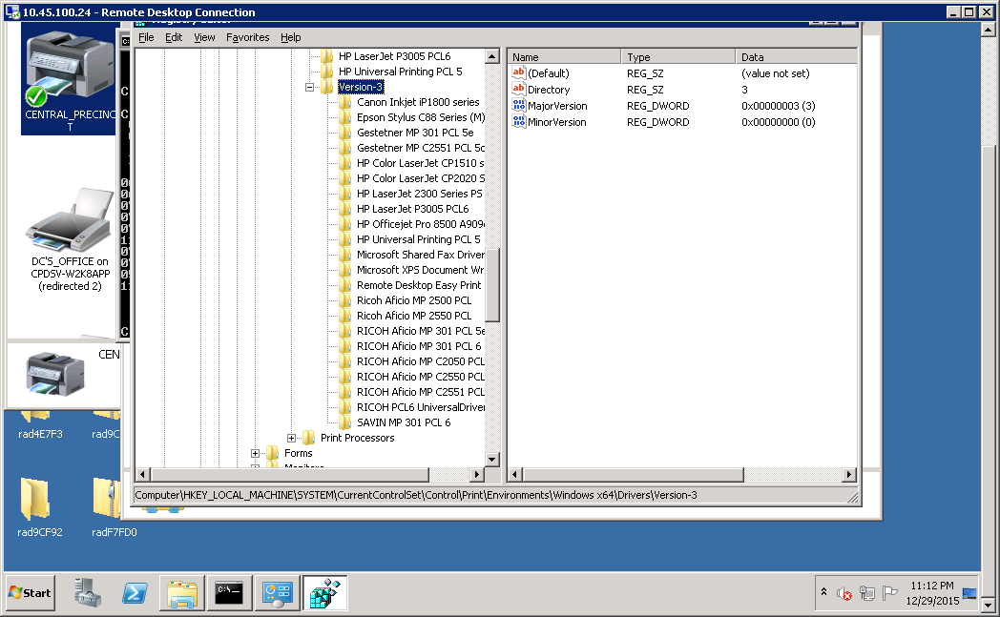 10.45.100.24 - Remote Desktop Connection
File Edit View Favorites Help
HP LaserJet P3005 PCL6
HP Universal Printing PCL 5
Version-3
Canon Inkjet iP1800 series
Epson Stylus C88 Series (M)
Gestetner MP 301 PCL 5e
Gestetner MP C2551 PCL 5c
HP Color LaserJet CP1510 s
HP Color LaserJet CP2020 S
HP LaserJet 2300 Series PS
HP LaserJet P3005 PCL6
HP Officejet Pro 8500 A909
HP Universal Printing PCL 5
Microsoft Shared Fax Driver
Microsoft XPS Document Wr
Remote Desktop Easy Print
Ricoh Aficio MP 2500 PCL
Ricoh Aficio MP 2550 PCL
RICOH Aficio MP 301 PCL 5e
RICOH Aficio MP 301 PCL 6
RICOH Aficio MP C2050 PCL
RICOH Aficio MP C2550 PCL
RICOH Aficio MP C2551 PCL
RICOH PCL6 UniversalDriver
SAVIN MP 301 PCL 6
Print Processors
Forms
Name Type Data
(Default) REG_SZ (value not set)
Directory REG_SZ 3
MajorVersion REG_DWORD 0x00000003 (3)
MinorVersion REG_DWORD 0x00000000 (0)
Computer\HKEY_LOCAL_MACHINE\SYSTEM\CurrentControlSet\Control\Print\Environments\Windows x64\Drivers\Version-3
CENTRAL_PRECINC
T
DC'S_OFFICE on
CPDSV-W2K8APP
(redirected 2)
CEN
rad4E7F3 rad9C
rad9CF92 radF7FD0
Start
11:12 PM
12/29/2015